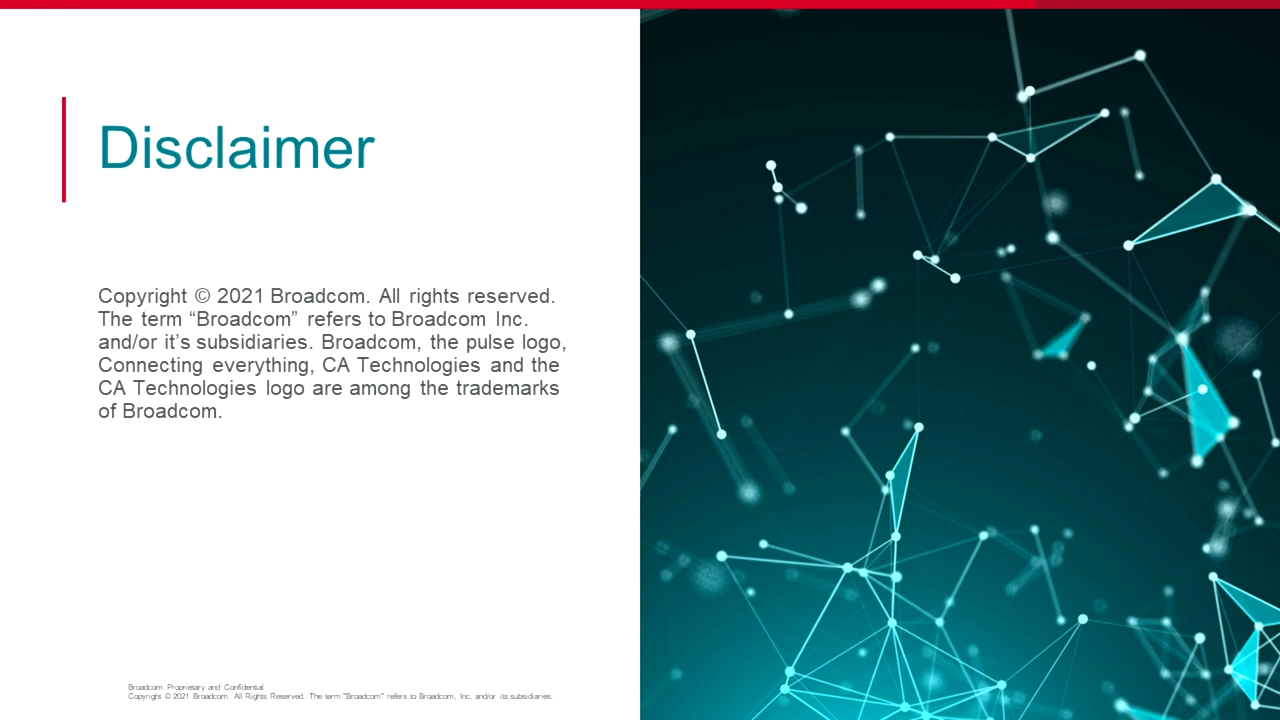 Disclaimer
Copyright © 2021 Broadcom. All rights reserved.
The term “Broadcom” refers to Broadcom Inc.
and/or it’s subsidiaries. Broadcom, the pulse logo,
Connecting everything, CA Technologies and the
CA Technologies logo are among the trademarks
of Broadcom.
Broadcom Proprietary and Confidential
Copyright © 2021 Broadcom. All Rights Reserved. The term “Broadcom” refers to Broadcom, Inc. and/or its subsidiaries.